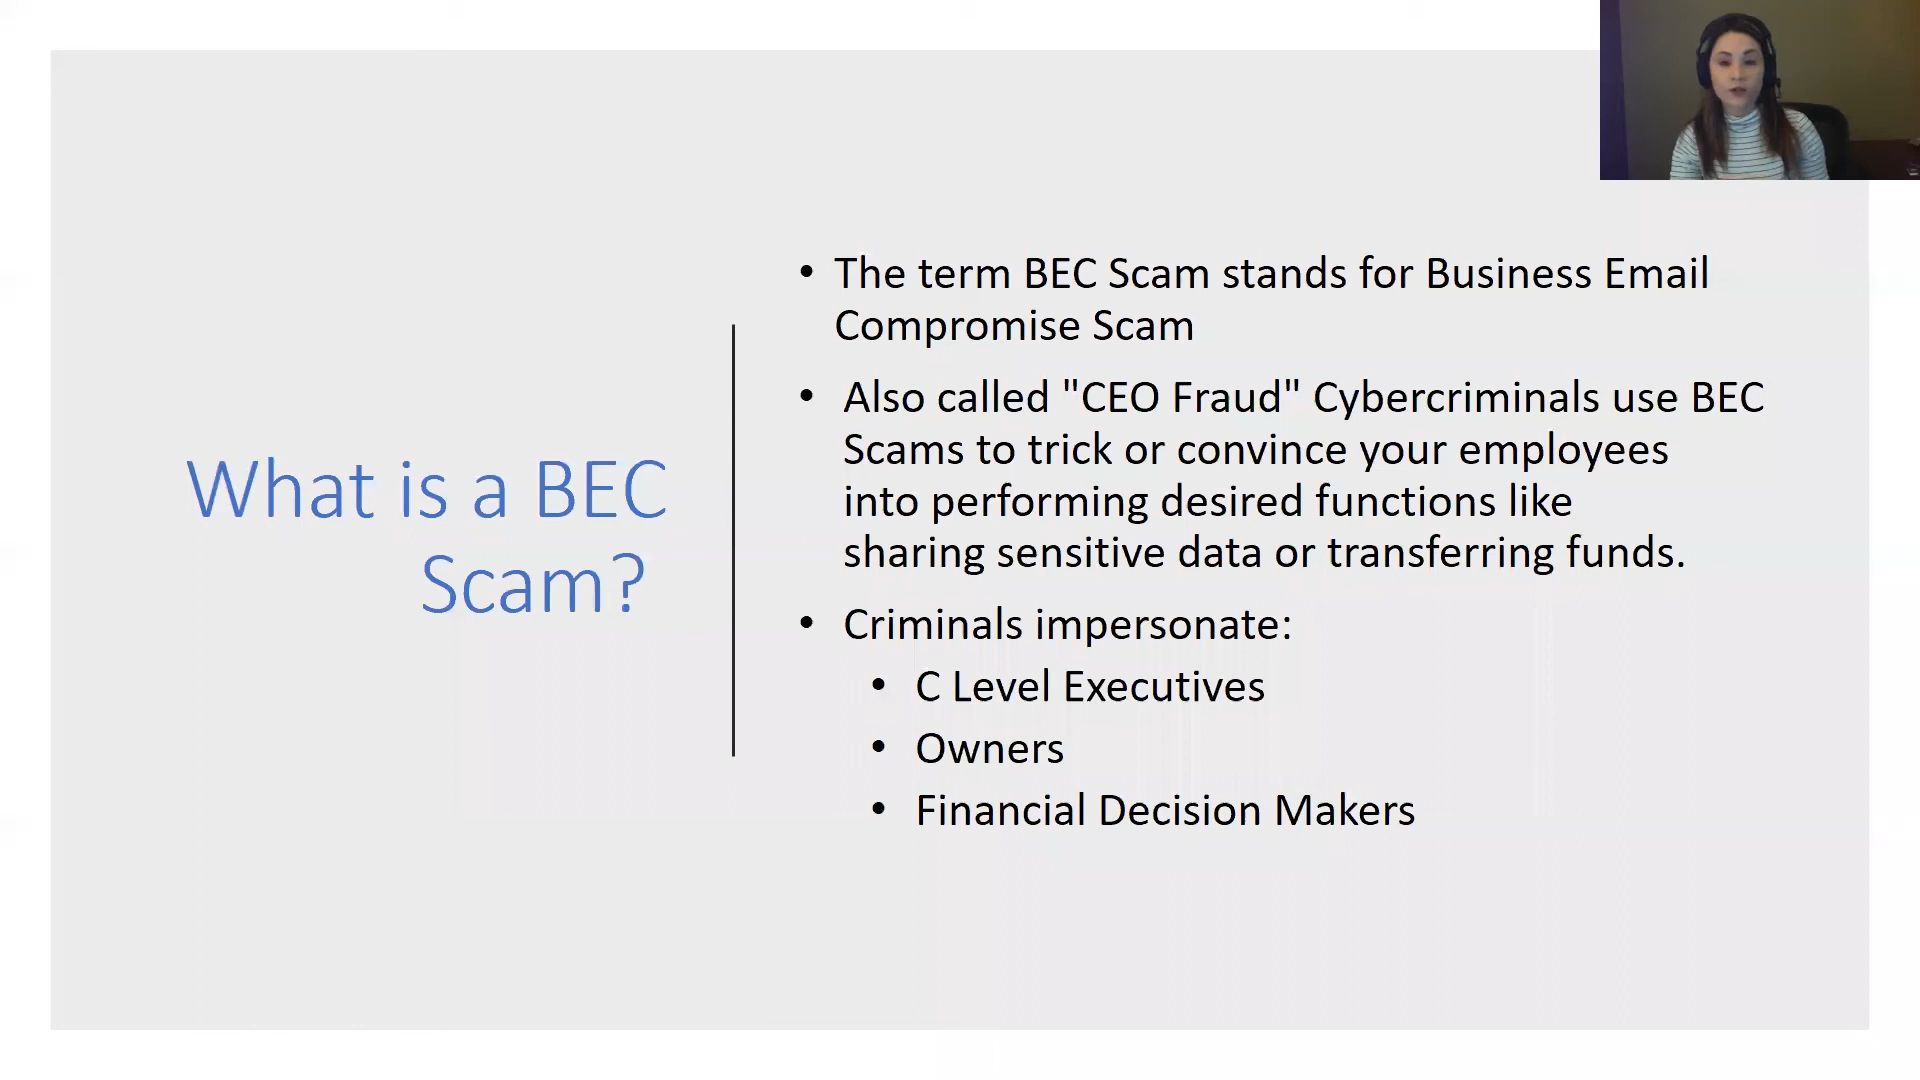 What is a BEC
Scam?
• The term BEC Scam stands for Business Email
Compromise Scam
• Also called "CEO Fraud" Cybercriminals use BEC
Scams to trick or convince your employees
into performing desired functions like
sharing sensitive data or transferring funds.
• Criminals impersonate:
• C Level Executives
• Owners
• Financial Decision Makers